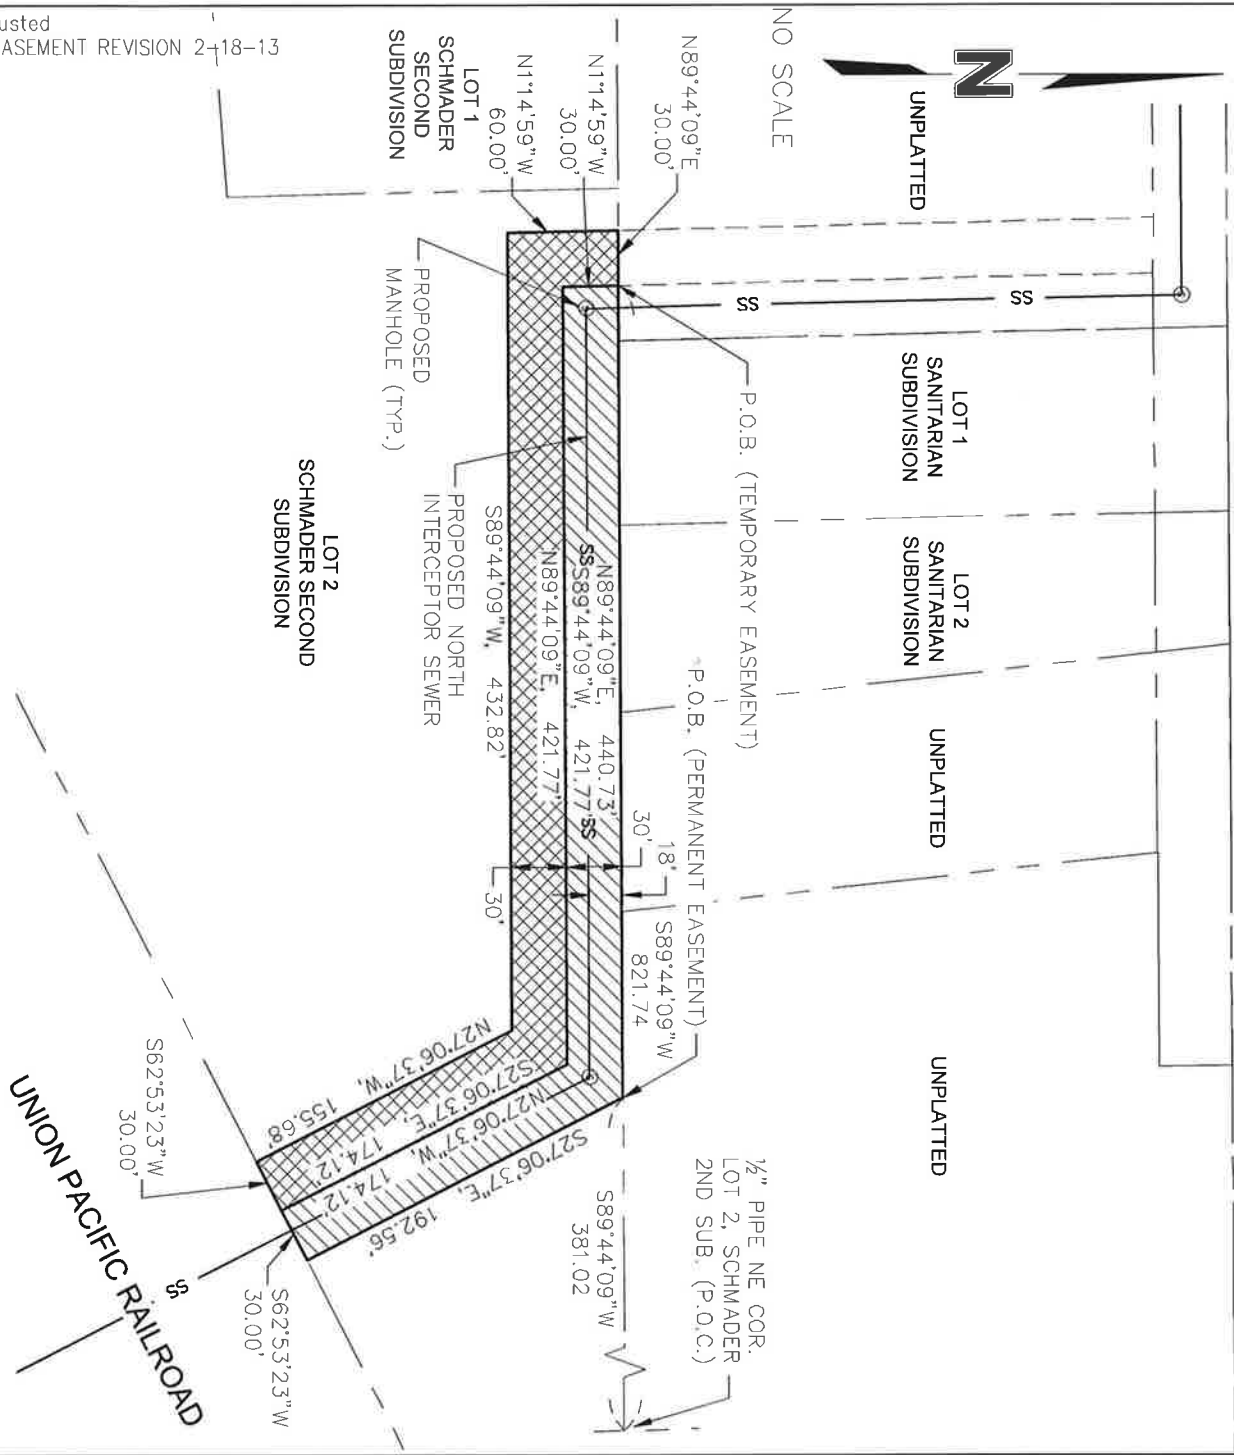 usted
ASEMENT REVISION 2-18-13
NO SCALE
N
UNPLATTED
N89°44'09"E
30.00'
N1°14'59"W
30.00'
N1°14'59"W
60.00'
LOT 1
SCHMADER
SECOND
SUBDIVISION
PROPOSED
MANHOLE (TYP.)
SS
SS
LOT 1
SANITARIAN
SUBDIVISION
LOT 2
SANITARIAN
SUBDIVISION
UNPLATTED
UNPLATTED
P.O.B. (TEMPORARY EASEMENT)
P.O.B. (PERMANENT EASEMENT)
N89°44'09"E, 440.73'
SS
S89°44'09"W, 421.77'
SS
N89°44'09"E, 421.77'
S89°44'09"W, 432.82'
PROPOSED NORTH
INTERCEPTOR SEWER
LOT 2
SCHMADER SECOND
SUBDIVISION
30'
18'
30'
S89°44'09"W
821.74
½" PIPE NE COR.
LOT 2, SCHMADER
2ND SUB. (P.O.C.)
S89°44'09"W
381.02
S27°06'37"E,
192.56'
N27°06'37"W,
174.12'
S27°06'37"E,
174.12'
N27°06'37"W,
155.68'
S62°53'23"W
30.00'
S62°53'23"W
30.00'
SS
UNION PACIFIC RAILROAD